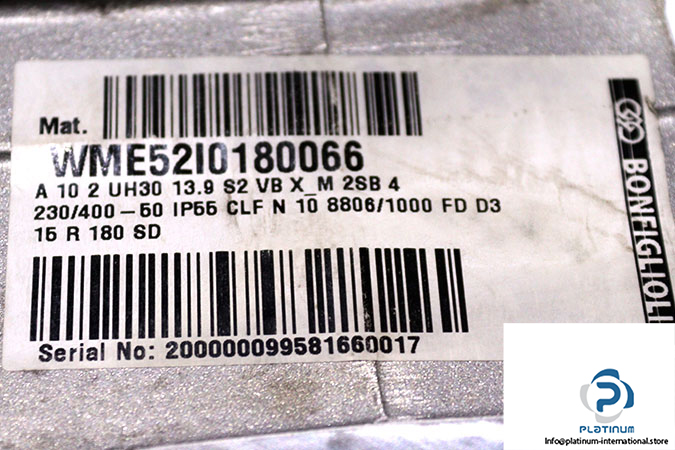 Mat.
WME52I0180066
A 10 2 UH30 13.9 S2 VB X_M 2SB 4
230/400-50 IP55 CLF N 10 8806/1000 FD D3
15 R 180 SD
Serial No: 200000099581660017
BONFIGLIOLI
PLATINUM
Info@platinum-international.store